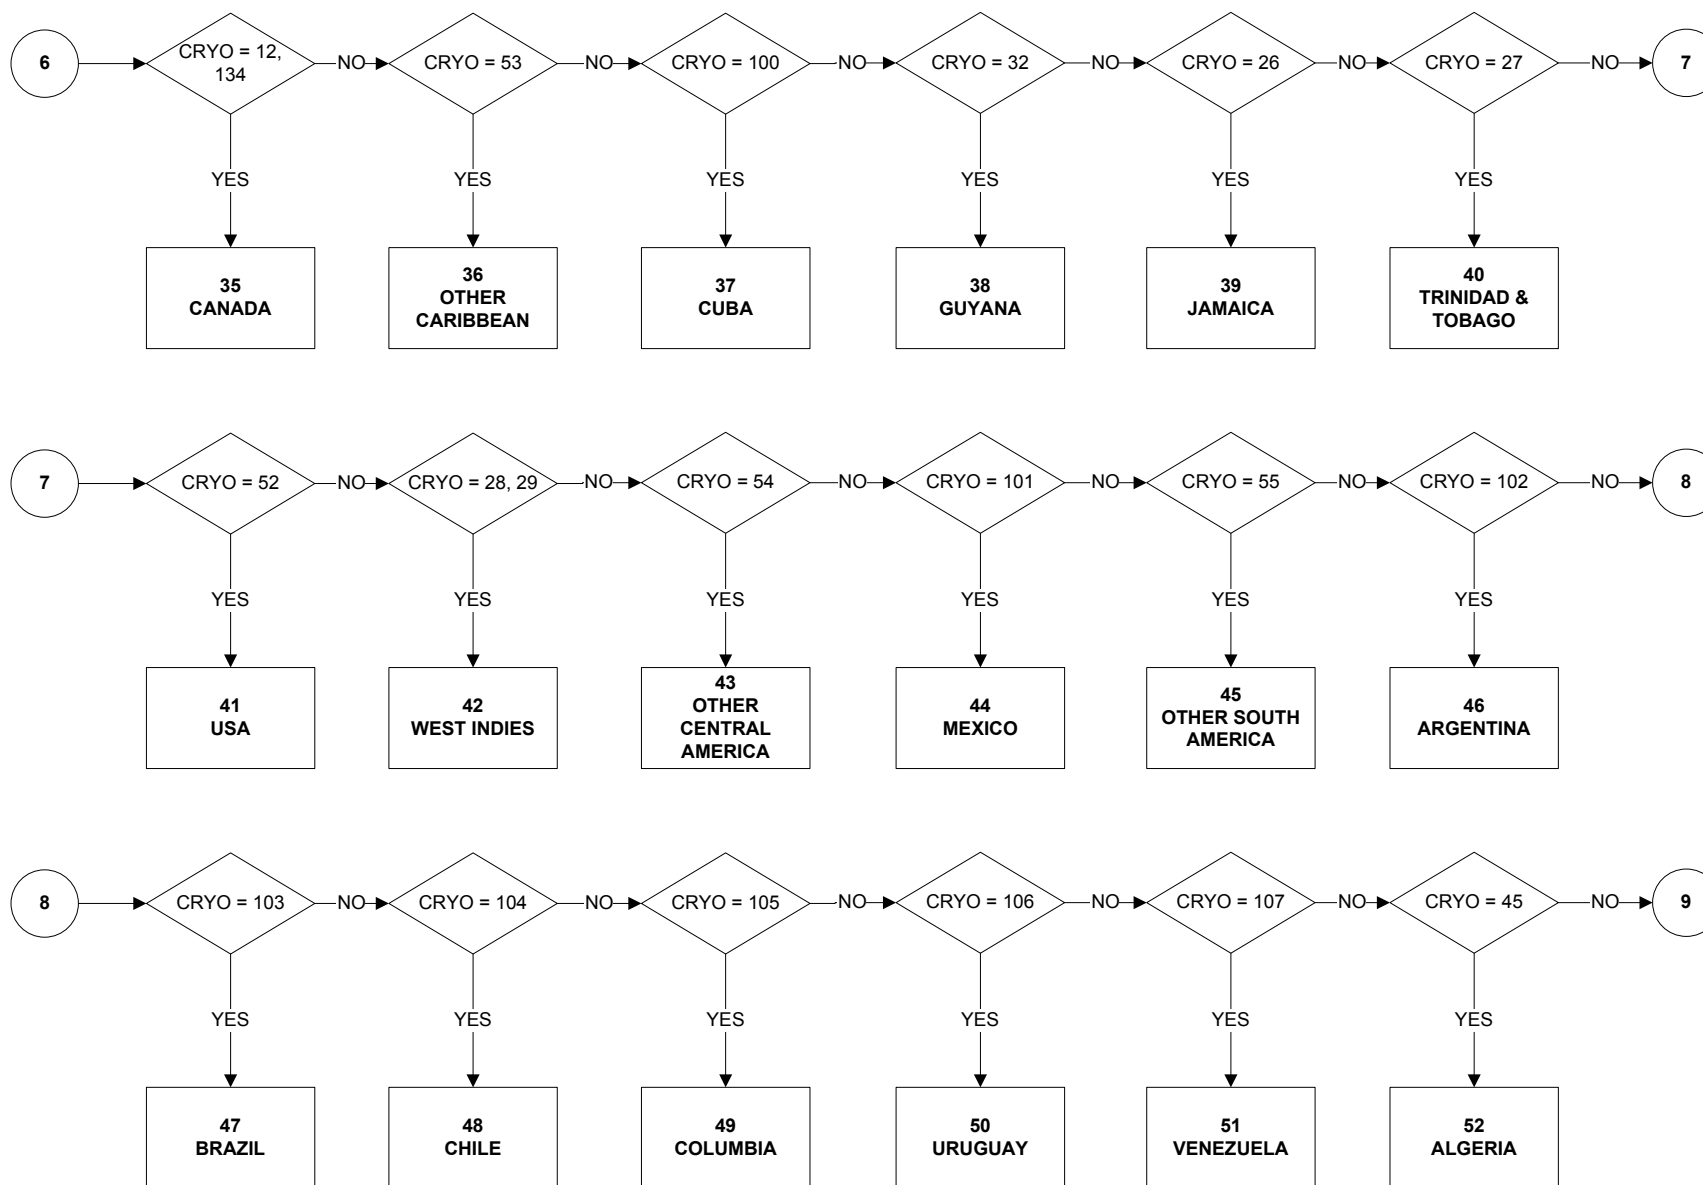 6
CRYO = 12,
134
NO
CRYO = 53
NO
CRYO = 100
NO
CRYO = 32
NO
CRYO = 26
NO
CRYO = 27
NO
7
YES
YES
YES
YES
YES
YES
35
CANADA
36
OTHER
CARIBBEAN
37
CUBA
38
GUYANA
39
JAMAICA
40
TRINIDAD &
TOBAGO
7
CRYO = 52
NO
CRYO = 28, 29
NO
CRYO = 54
NO
CRYO = 101
NO
CRYO = 55
NO
CRYO = 102
NO
8
YES
YES
YES
YES
YES
YES
41
USA
42
WEST INDIES
43
OTHER
CENTRAL
AMERICA
44
MEXICO
45
OTHER SOUTH
AMERICA
46
ARGENTINA
8
CRYO = 103
NO
CRYO = 104
NO
CRYO = 105
NO
CRYO = 106
NO
CRYO = 107
NO
CRYO = 45
NO
9
YES
YES
YES
YES
YES
YES
47
BRAZIL
48
CHILE
49
COLUMBIA
50
URUGUAY
51
VENEZUELA
52
ALGERIA